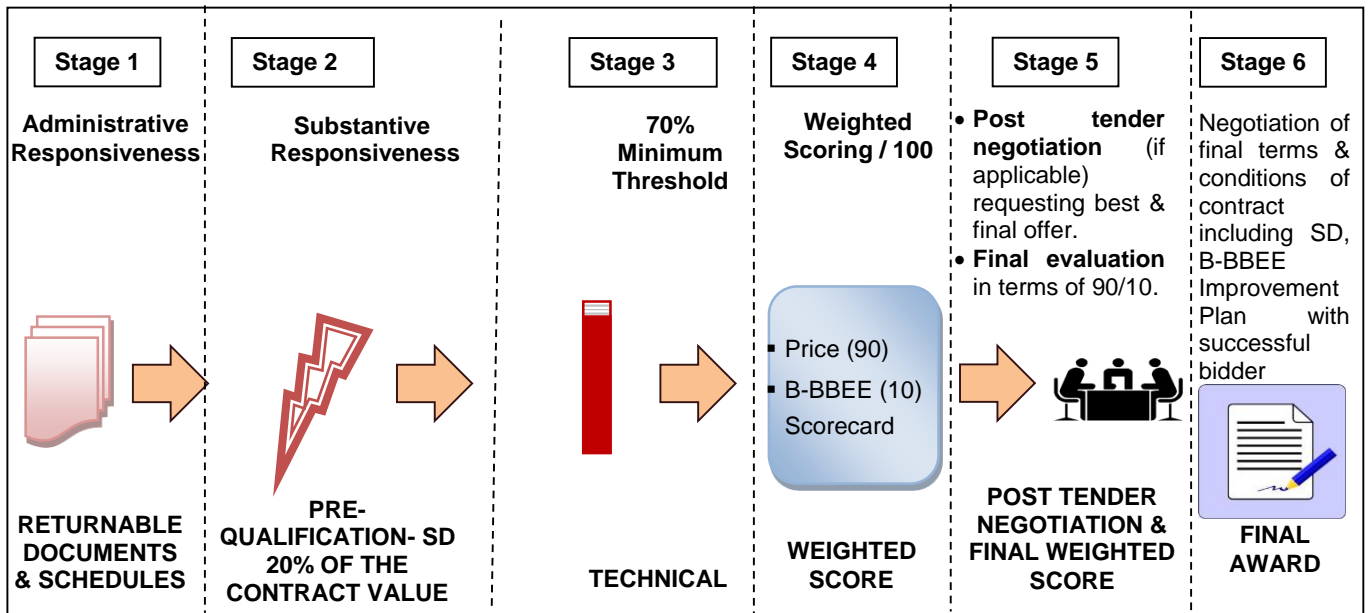 Stage 1
Administrative
Responsiveness
RETURNABLE
DOCUMENTS
& SCHEDULES
Stage 2
Substantive
Responsiveness
PRE-
QUALIFICATION- SD
20% OF THE
CONTRACT VALUE
Stage 3
70%
Minimum
Threshold
TECHNICAL
Stage 4
Weighted
Scoring / 100
▪ Price (90)
▪ B-BBEE (10)
Scorecard
WEIGHTED
SCORE
Stage 5
• Post tender
negotiation (if
applicable)
requesting best &
final offer.
• Final evaluation
in terms of 90/10.
POST TENDER
NEGOTIATION &
FINAL WEIGHTED
SCORE
Stage 6
Negotiation of
final terms &
conditions of
contract
including SD,
B-BBEE
Improvement
Plan with
successful
bidder
FINAL
AWARD